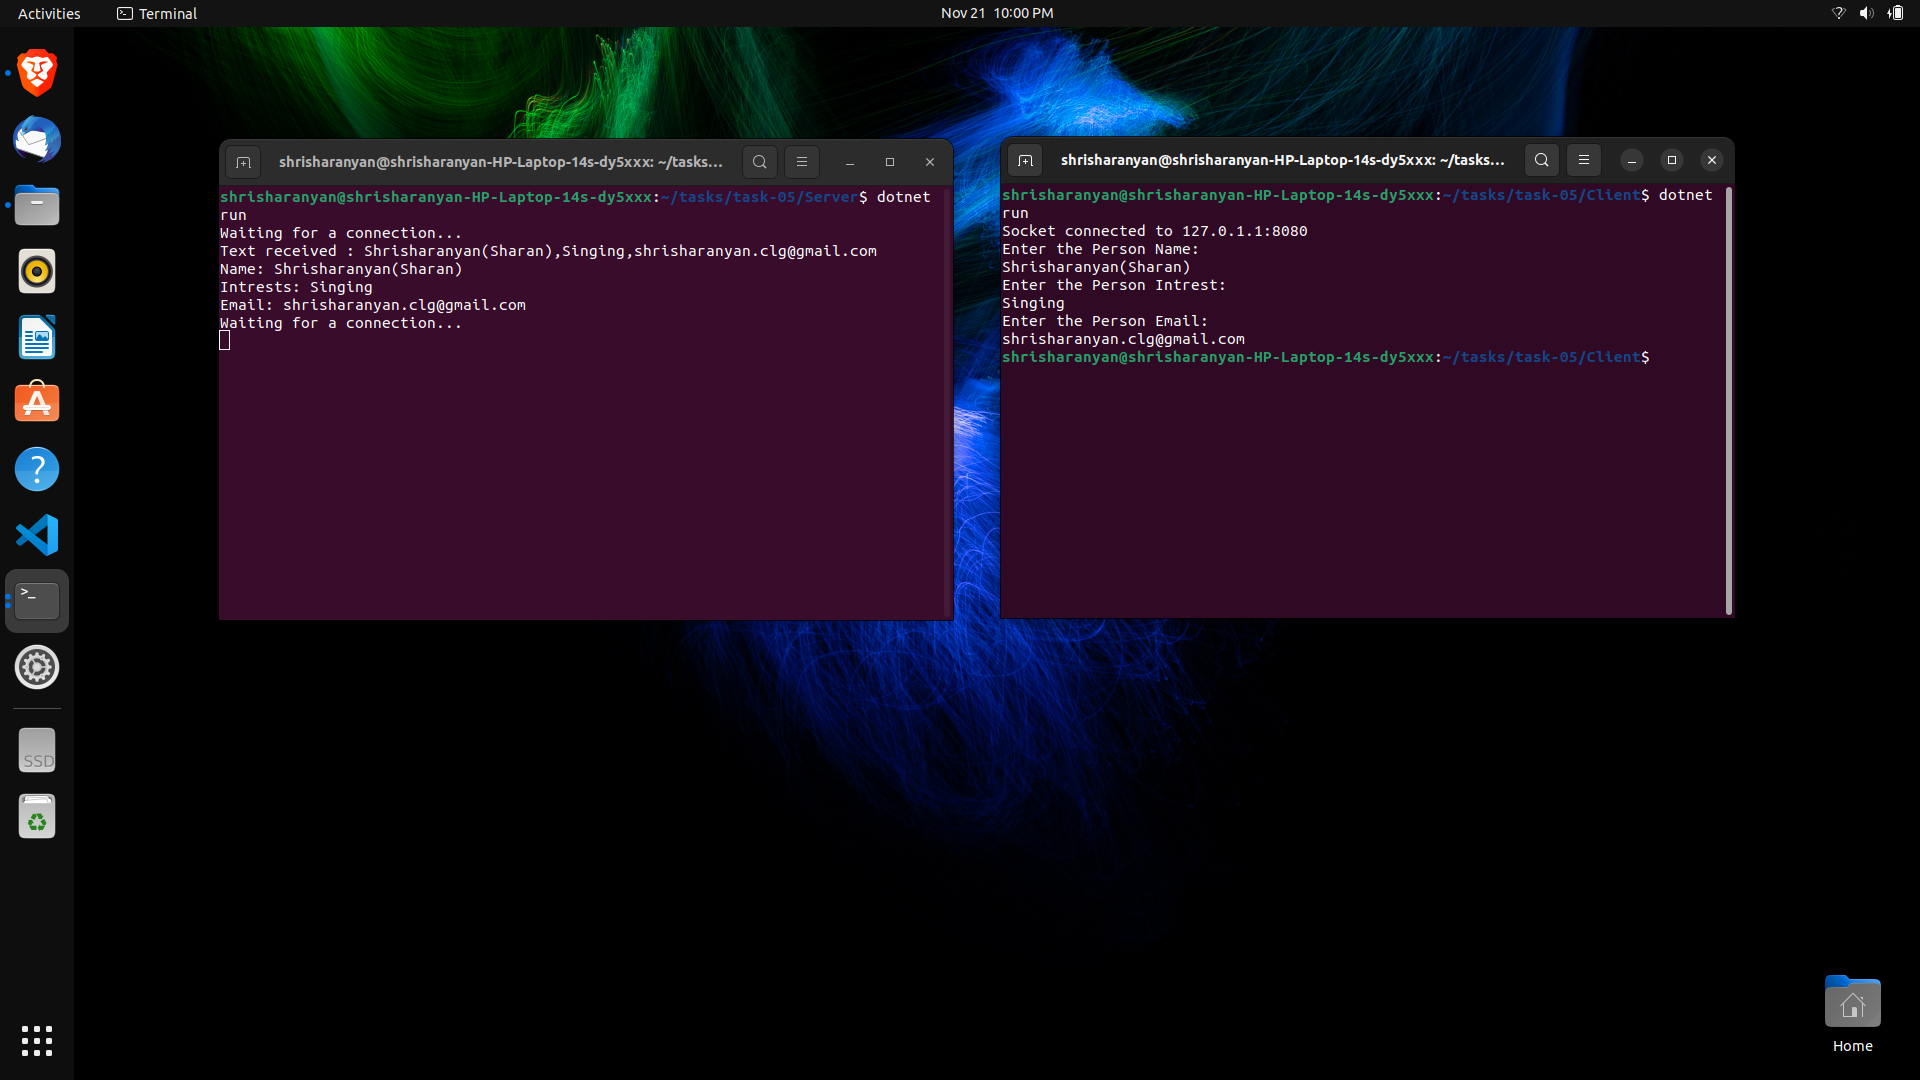 Activities
Terminal
Nov 21 10:00 PM
shrisharanyan@shrisharanyan-HP-Laptop-14s-dy5xxx: ~/tasks...
shrisharanyan@shrisharanyan-HP-Laptop-14s-dy5xxx:~/tasks/task-05/Server$ dotnet
run
Waiting for a connection...
Text received : Shrisharanyan(Sharan),Singing,shrisharanyan.clg@gmail.com
Name: Shrisharanyan(Sharan)
Intrests: Singing
Email: shrisharanyan.clg@gmail.com
Waiting for a connection...
shrisharanyan@shrisharanyan-HP-Laptop-14s-dy5xxx: ~/tasks...
shrisharanyan@shrisharanyan-HP-Laptop-14s-dy5xxx:~/tasks/task-05/Client$ dotnet
run
Socket connected to 127.0.1.1:8080
Enter the Person Name:
Shrisharanyan(Sharan)
Enter the Person Intrest:
Singing
Enter the Person Email:
shrisharanyan.clg@gmail.com
shrisharanyan@shrisharanyan-HP-Laptop-14s-dy5xxx:~/tasks/task-05/Client$
SSD
Home